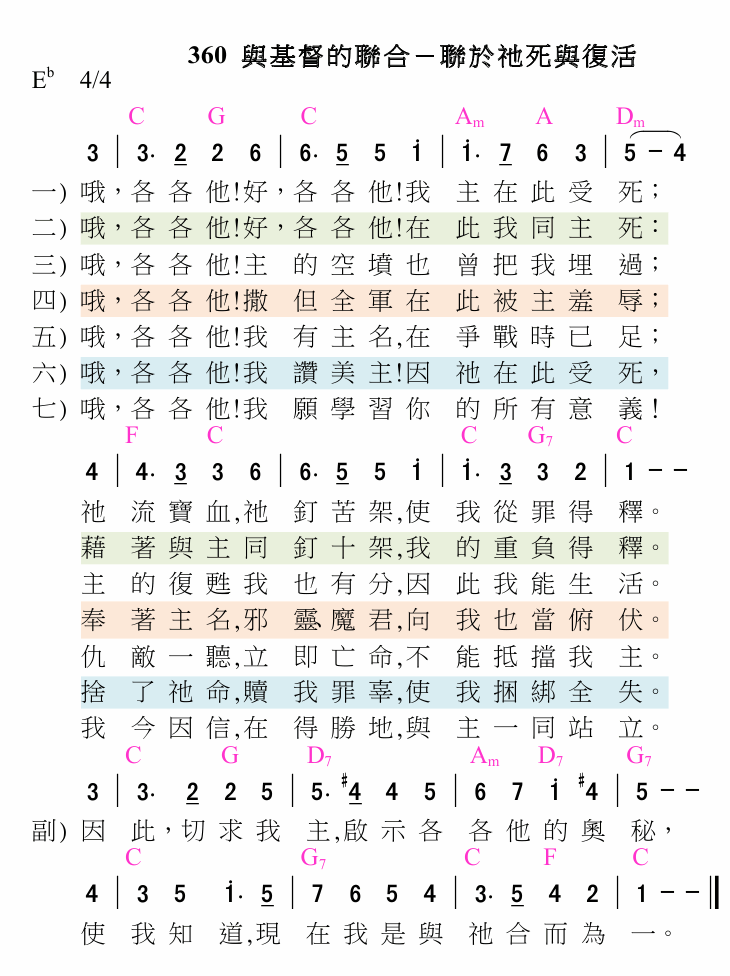 360 與基督的聯合－聯於祂死與復活
E♭ 4/4
C G C Am A Dm
3 | 3. 2 2 6 | 6. 5 5 i | i. 7 6 3 | 5 － 4
一) 哦，各各他!好，各各他!我主在此受死；
二) 哦，各各他!好，各各他!在此我同主死：
三) 哦，各各他!主的空墳也曾把我埋過；
四) 哦，各各他!撒但全軍在此被主羞辱；
五) 哦，各各他!我有主名,在爭戰時已足；
六) 哦，各各他!我讚美主!因祂在此受死，
七) 哦，各各他!我願學習你的所有意義!
F C C G7 C
4 | 4. 3 3 6 | 6. 5 5 i | i. 3 3 2 | 1 － －
祂流寶血,祂釘苦架,使我從罪得釋。
藉著與主同釘十架,我的重負得釋。
主的復甦我也有分,因此我能生活。
奉著主名,邪靈、魔君,向我也當俯伏。
仇敵一聽,立即亡命,不能抵擋我主。
捨了祂命,贖我罪辜,使我捆綁全失。
我今因信,在得勝地,與主一同站立。
C G D7 Am D7 G7
3 | 3. 2 2 5 | 5. #4 4 5 | 6 7 i #4 | 5 － －
副) 因此，切求我主,啟示各各他的奧秘，
C G7 C F C
4 | 3 5 i. 5 | 7 6 5 4 | 3. 5 4 2 | 1 － － ‖
使我知道,現在我是與祂合而為一。